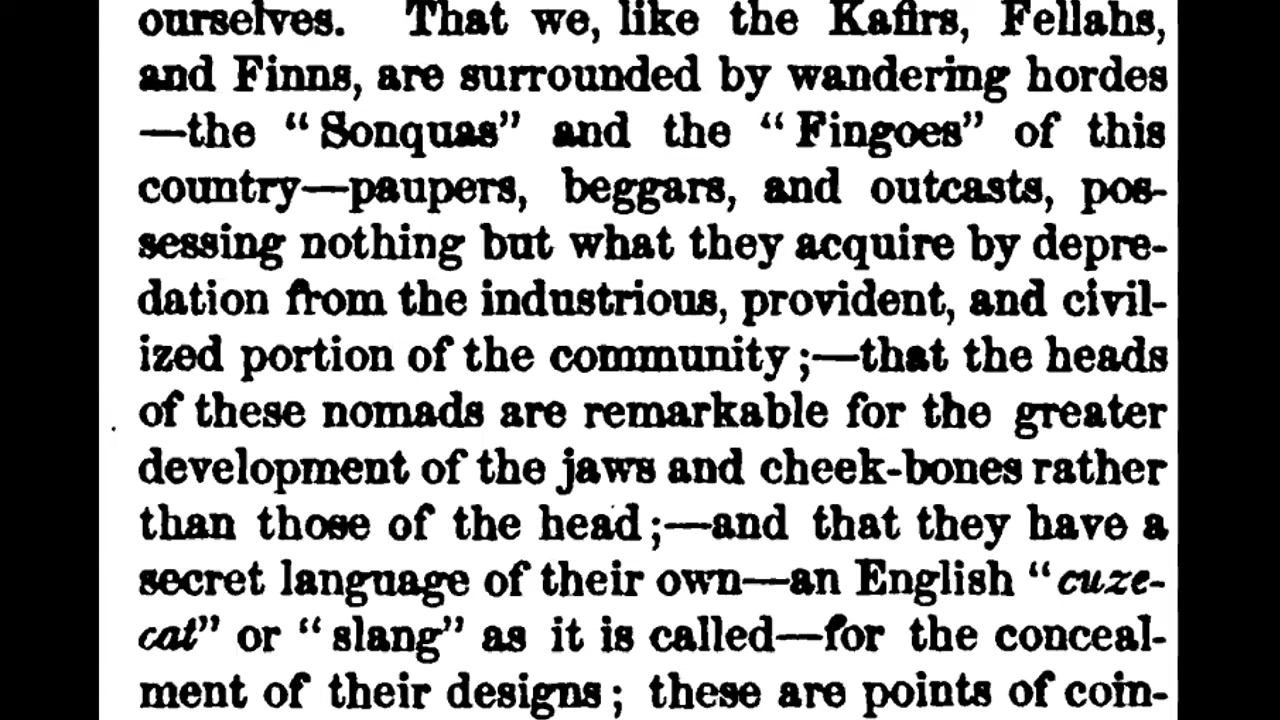 ourselves. That we, like the Kafirs, Fellahs,
and Finns, are surrounded by wandering hordes
—the "Sonquas" and the "Fingoes" of this
country—paupers, beggars, and outcasts, pos-
sessing nothing but what they acquire by depre-
dation from the industrious, provident, and civil-
ized portion of the community;—that the heads
of these nomads are remarkable for the greater
development of the jaws and cheek-bones rather
than those of the head;—and that they have a
secret language of their own—an English "cuze-
cat" or "slang" as it is called—for the conceal-
ment of their designs; these are points of coin-